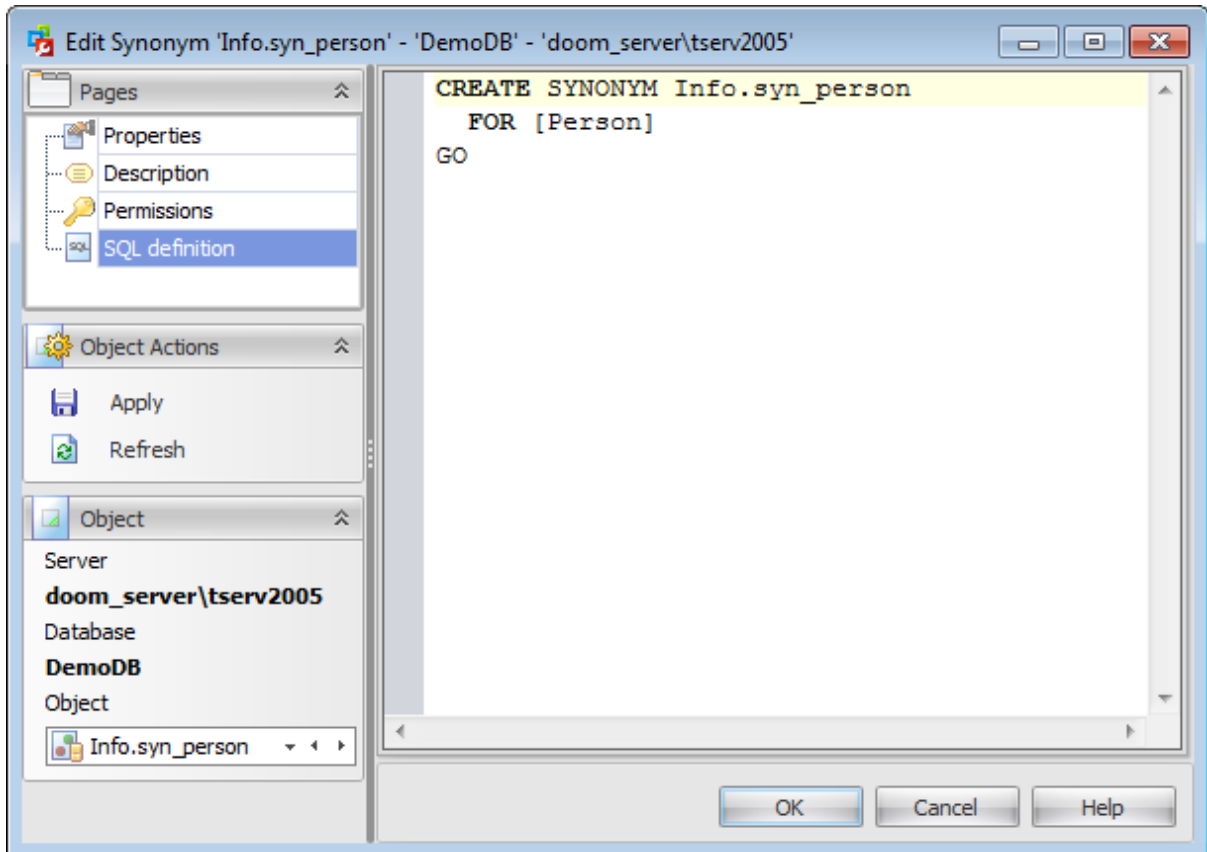 Edit Synonym 'Info.syn_person' - 'DemoDB' - 'doom_server\tserv2005'
Pages
Properties
Description
Permissions
SQL
SQL definition
Object Actions
Apply
Refresh
Object
Server
doom_server\tserv2005
Database
DemoDB
Object
Info.syn_person
CREATE SYNONYM Info.syn_person
FOR [Person]
GO
OK
Cancel
Help